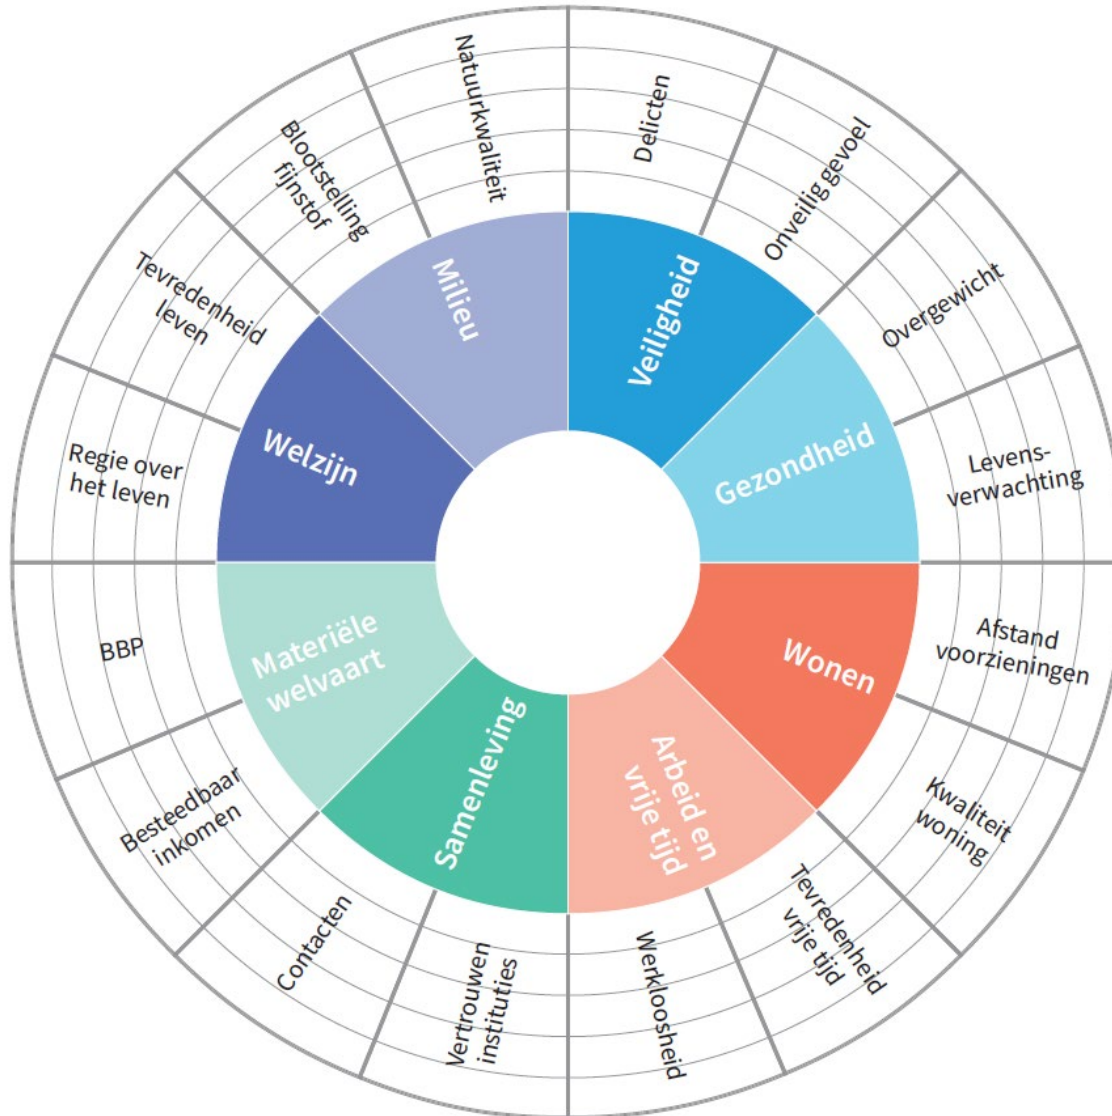 Delicten
Onveilig gevoel
Overgewicht
Levens-
verwachting
Afstand
voorzieningen
Kwaliteit
woning
Tevredenheid
vrije tijd
Werkloosheid
Vertrouwen
instituties
Contacten
Besteedbaar
inkomen
BBP
Regie over
het leven
Tevredenheid
leven
Blootstelling
fijnstof
Natuurkwaliteit
Veiligheid
Gezondheid
Wonen
Arbeid en
vrije tijd
Samenleving
Materiële
welvaart
Welzijn
Milieu